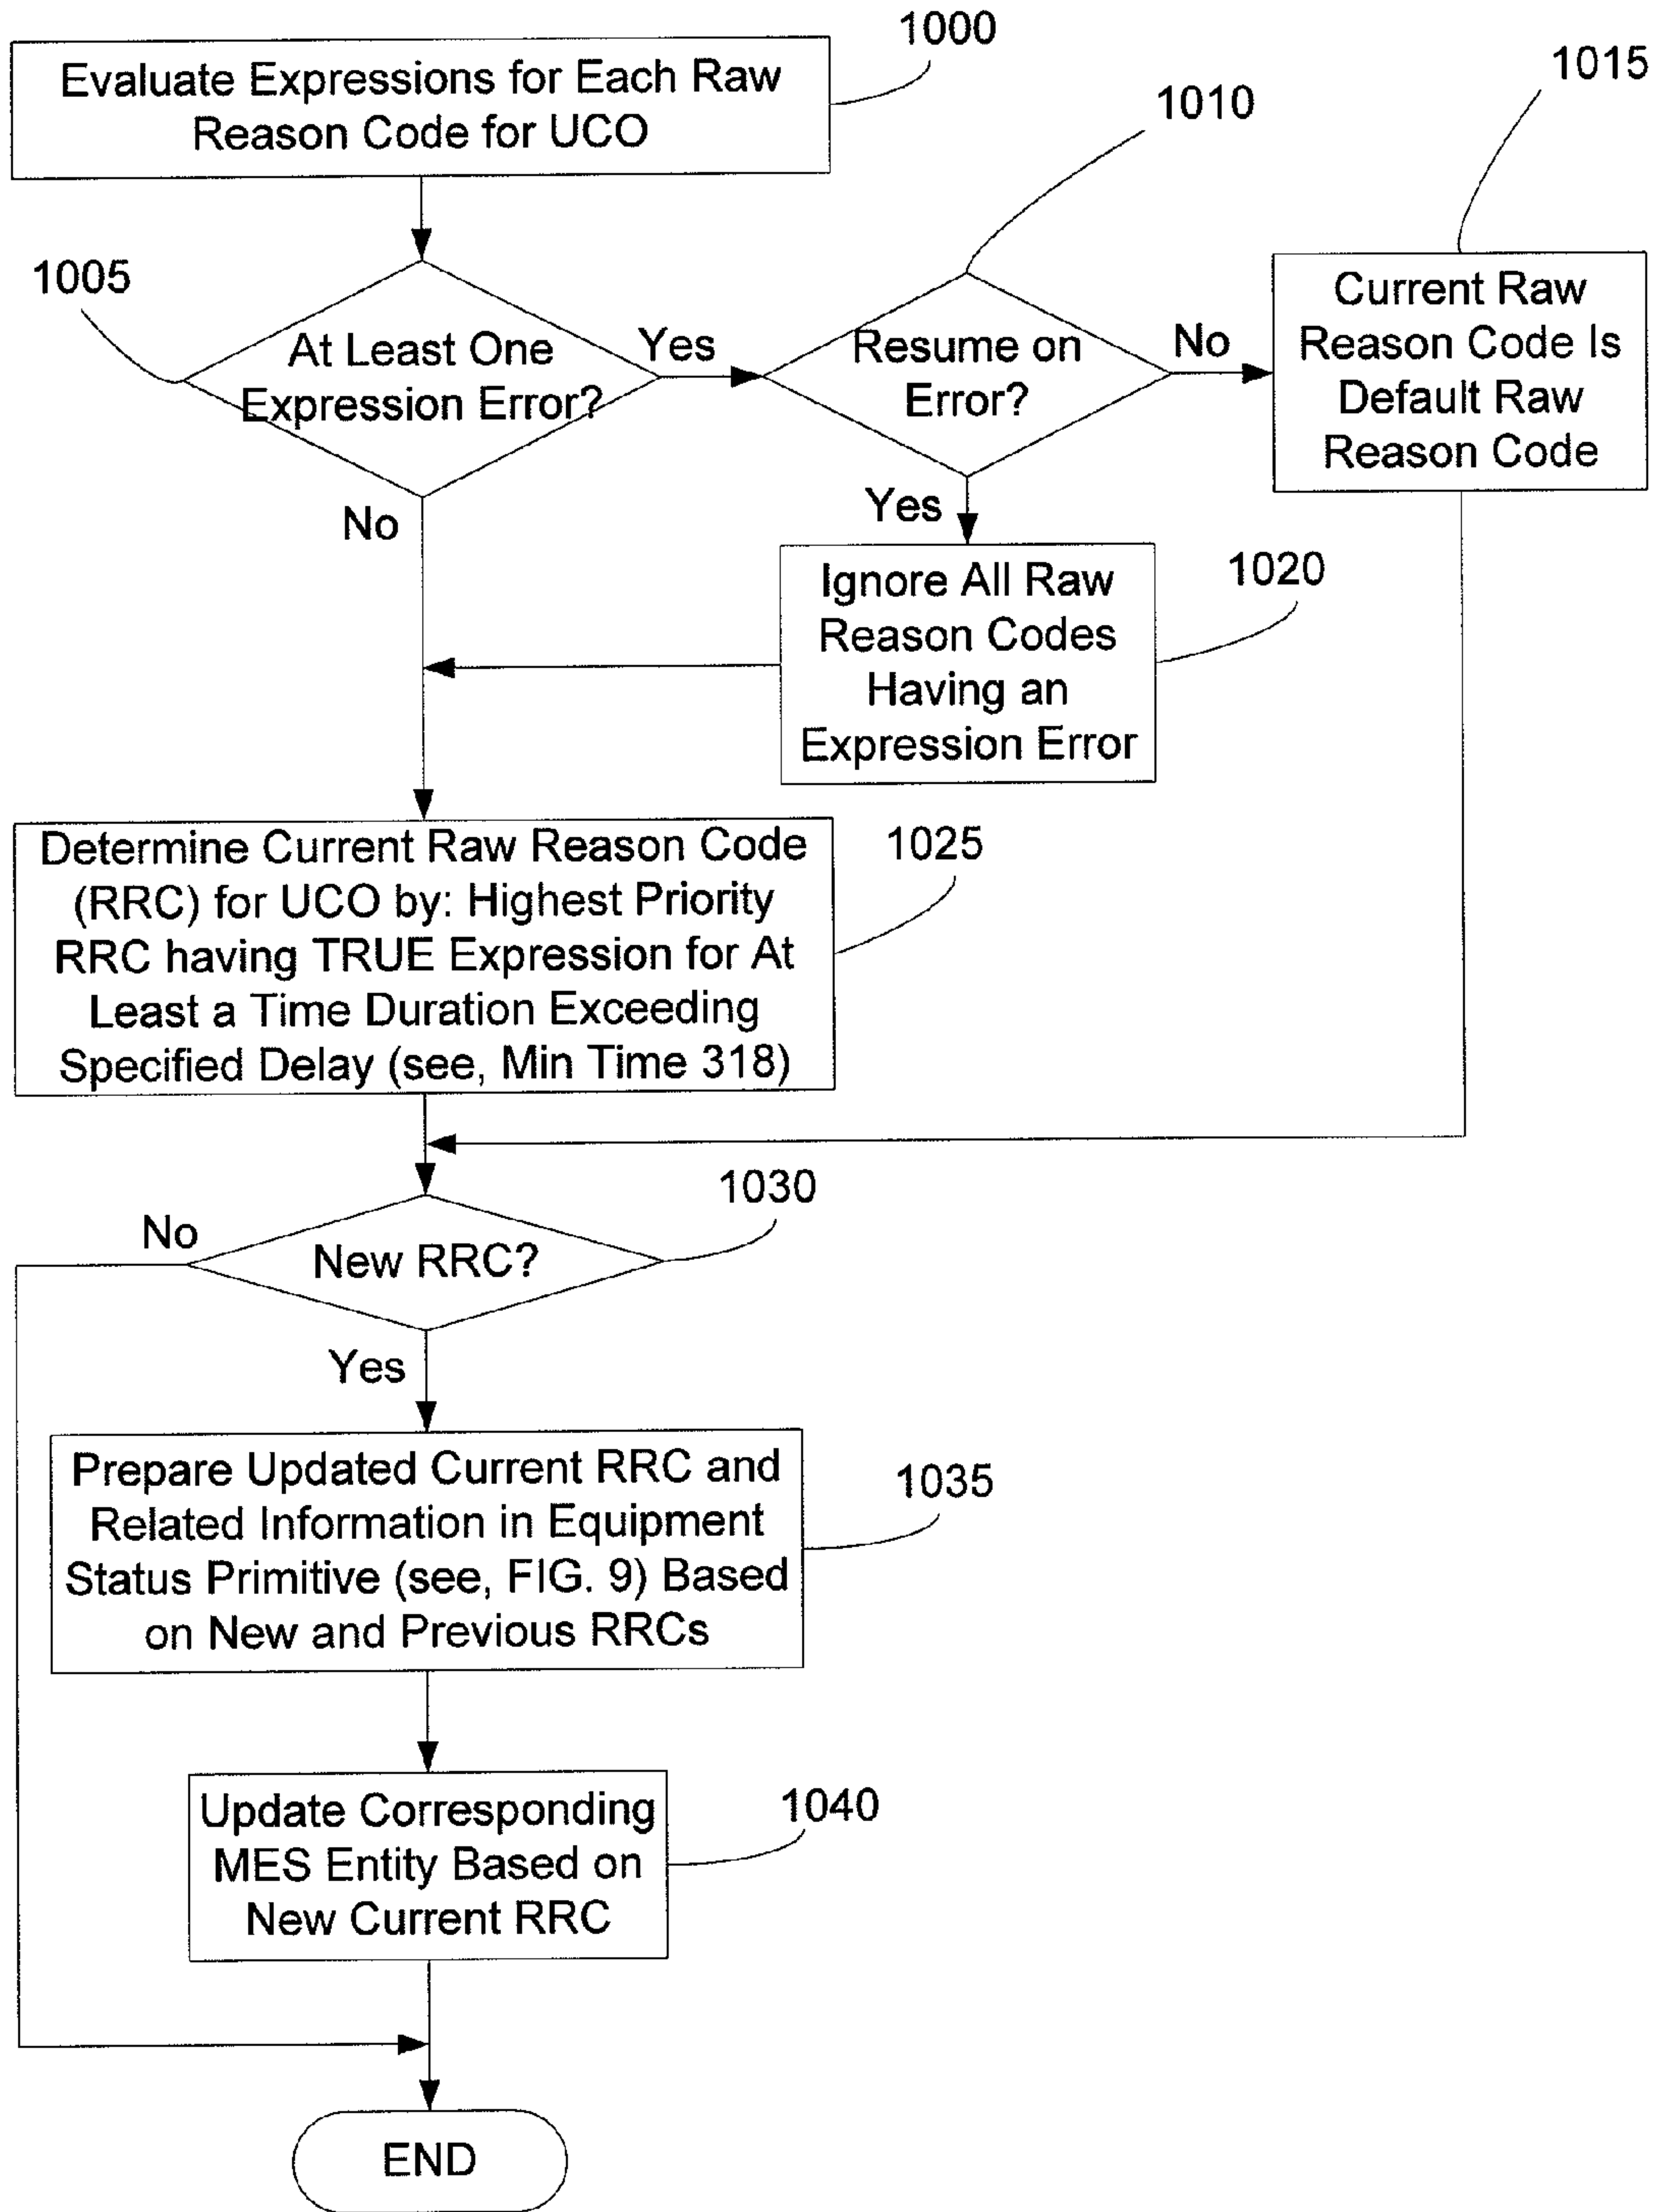 1000
Evaluate Expressions for Each Raw
Reason Code for UCO
1015
1010
1005
At Least One
Expression Error?
Yes
Resume on
Error?
No
Current Raw
Reason Code Is
Default Raw
Reason Code
No
Yes
1020
Ignore All Raw
Reason Codes
Having an
Expression Error
1025
Determine Current Raw Reason Code
(RRC) for UCO by: Highest Priority
RRC having TRUE Expression for At
Least a Time Duration Exceeding
Specified Delay (see, Min Time 318)
1030
No
New RRC?
Yes
1035
Prepare Updated Current RRC and
Related Information in Equipment
Status Primitive (see, FIG. 9) Based
on New and Previous RRCs
1040
Update Corresponding
MES Entity Based on
New Current RRC
END